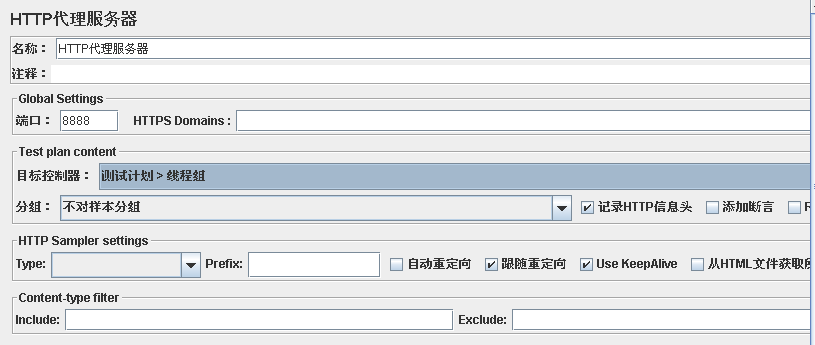 HTTP代理服务器
名称： HTTP代理服务器
注释：
Global Settings
端口： 8888 HTTPS Domains :
Test plan content
目标控制器： 测试计划 > 线程组
分组： 不对样本分组 记录HTTP信息头 添加断言
HTTP Sampler settings
Type: Prefix: 自动重定向 跟随重定向 Use KeepAlive 从HTML文件获取
Content-type filter
Include: Exclude: